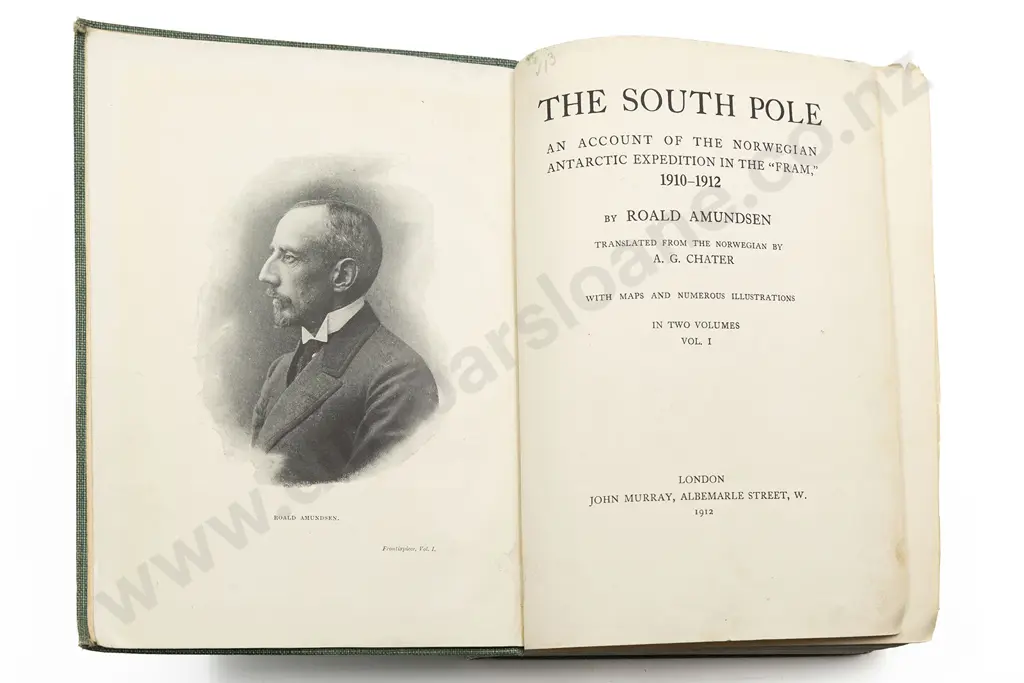 ROALD AMUNDSEN.
Frontispiece, Vol. I.
THE SOUTH POLE
AN ACCOUNT OF THE NORWEGIAN
ANTARCTIC EXPEDITION IN THE "FRAM,"
1910–1912
BY ROALD AMUNDSEN
TRANSLATED FROM THE NORWEGIAN BY
A. G. CHATER
WITH MAPS AND NUMEROUS ILLUSTRATIONS
IN TWO VOLUMES
VOL. I
LONDON
JOHN MURRAY, ALBEMARLE STREET, W.
1912